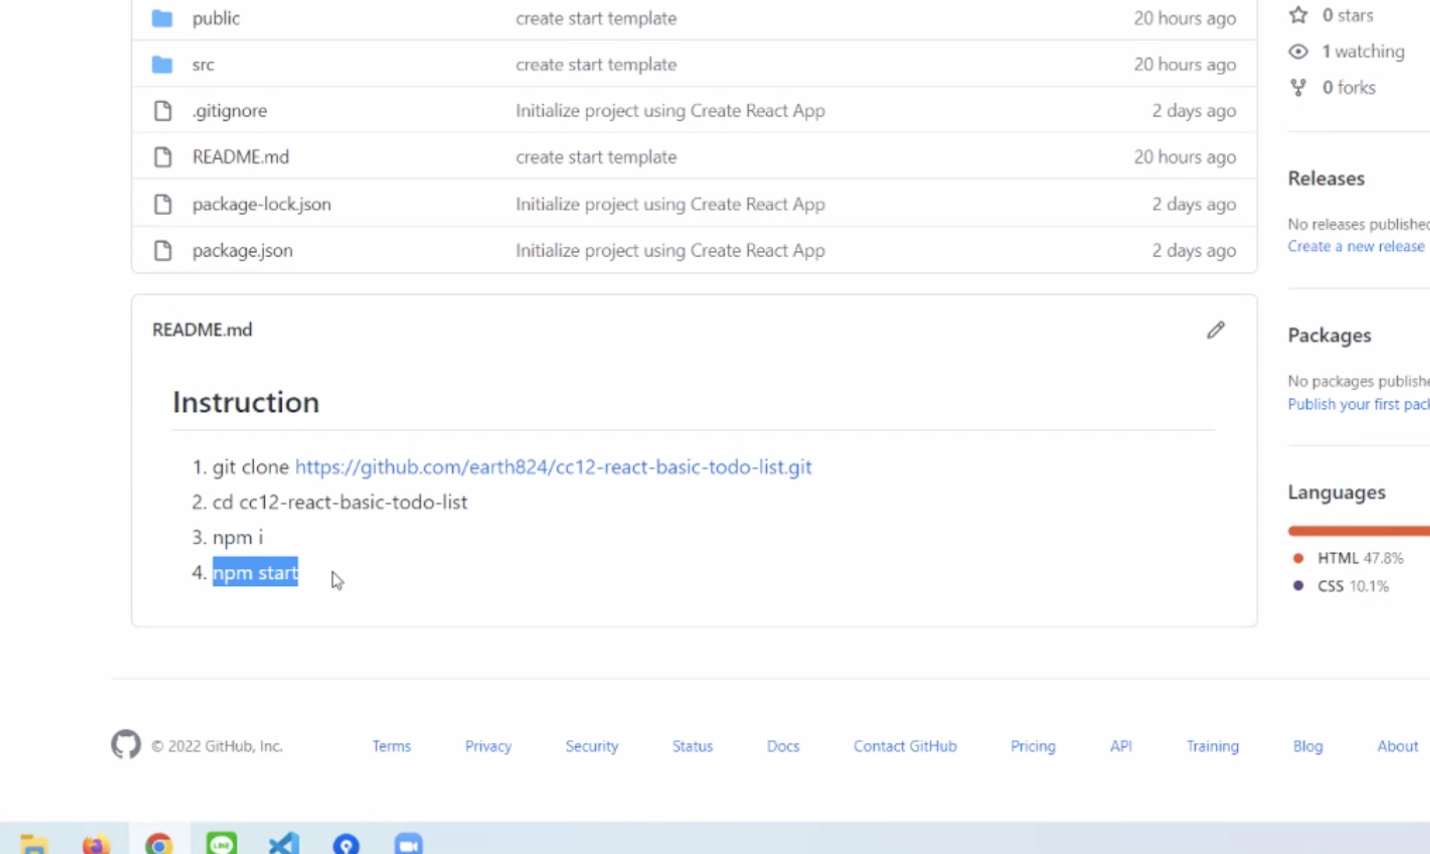 public create start template 20 hours ago
src create start template 20 hours ago
.gitignore Initialize project using Create React App 2 days ago
README.md create start template 20 hours ago
package-lock.json Initialize project using Create React App 2 days ago
package.json Initialize project using Create React App 2 days ago
README.md
Instruction
1. git clone https://github.com/earth824/cc12-react-basic-todo-list.git
2. cd cc12-react-basic-todo-list
3. npm i
4. npm start
0 stars
1 watching
0 forks
Releases
No releases published
Create a new release
Packages
No packages publishe
Publish your first pac
Languages
HTML 47.8%
CSS 10.1%
© 2022 GitHub, Inc. Terms Privacy Security Status Docs Contact GitHub Pricing API Training Blog About
LINE